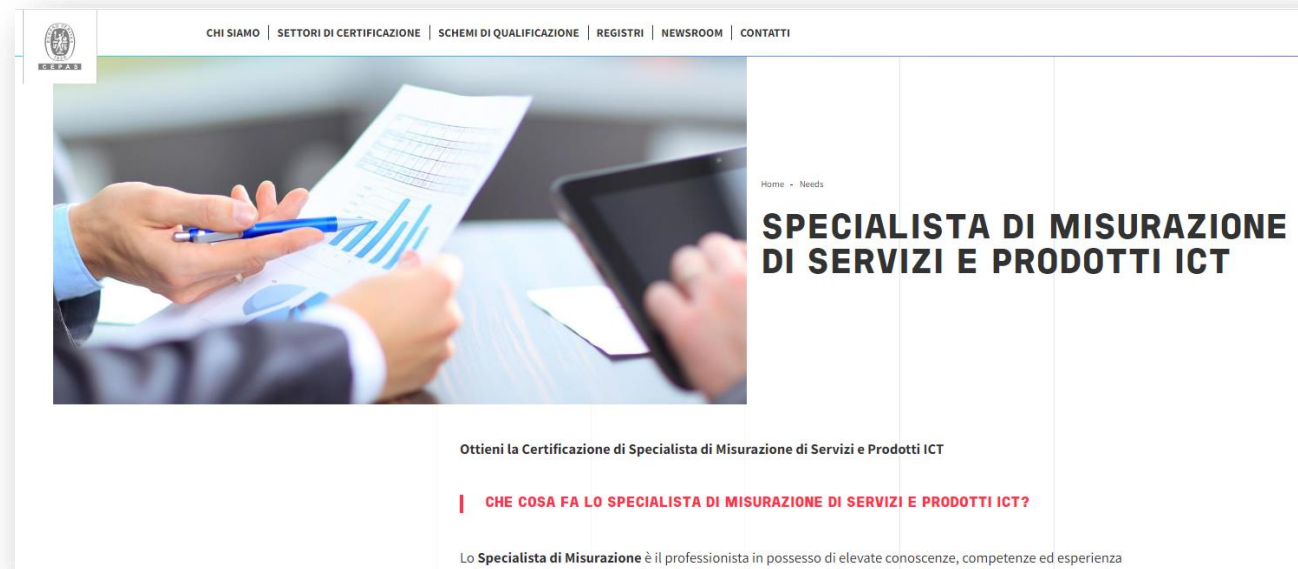 CEPAS
CHI SIAMO | SETTORI DI CERTIFICAZIONE | SCHEMI DI QUALIFICAZIONE | REGISTRI | NEWSROOM | CONTATTI
Home - Needs
SPECIALISTA DI MISURAZIONE
DI SERVIZI E PRODOTTI ICT
Ottieni la Certificazione di Specialista di Misurazione di Servizi e Prodotti ICT
CHE COSA FA LO SPECIALISTA DI MISURAZIONE DI SERVIZI E PRODOTTI ICT?
Lo Specialista di Misurazione è il professionista in possesso di elevate conoscenze, competenze ed esperienza